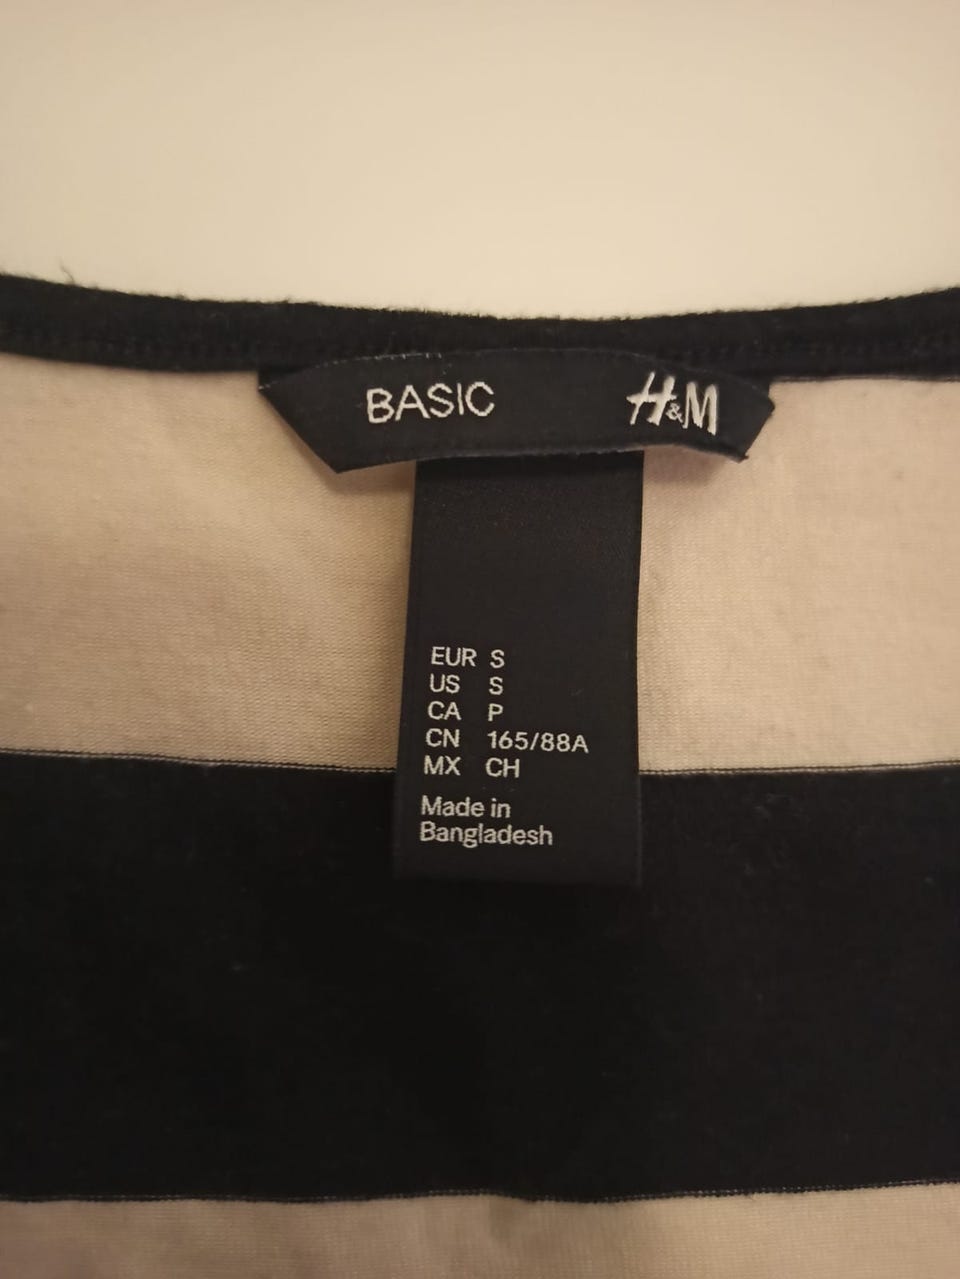 BASIC H&M
EUR S
US S
CA P
CN 165/88A
MX CH
Made in
Bangladesh